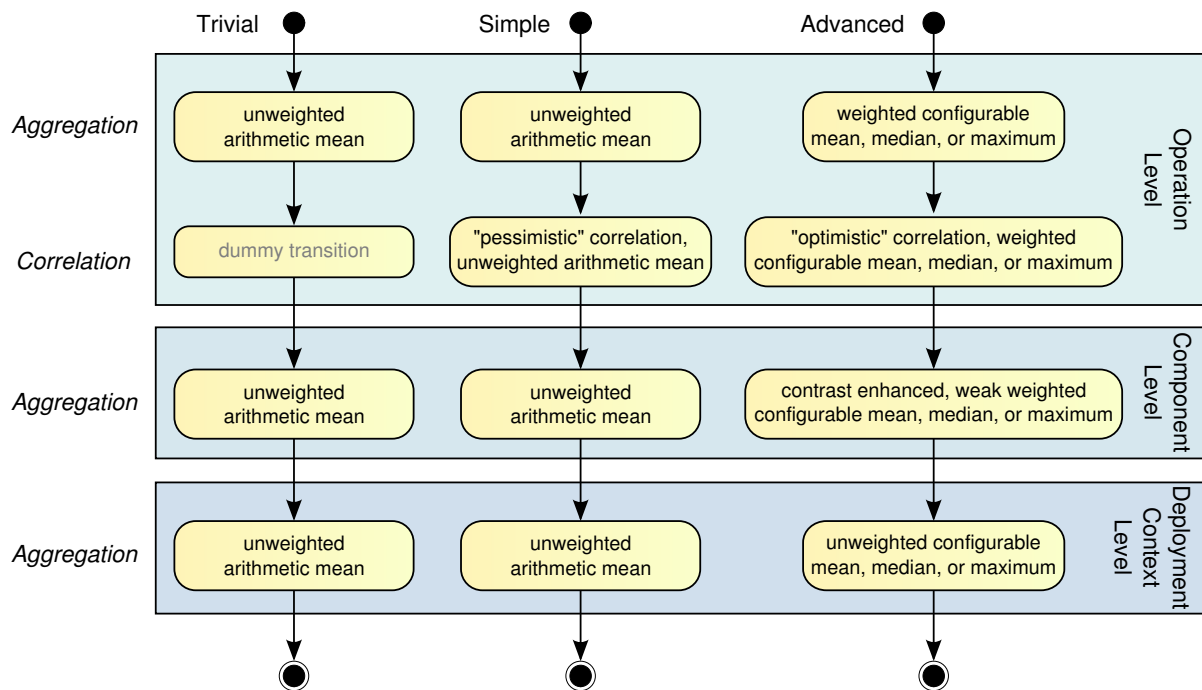 Trivial
Simple
Advanced
Aggregation
unweighted
arithmetic mean
unweighted
arithmetic mean
weighted configurable
mean, median, or maximum
Operation
Level
Correlation
dummy transition
"pessimistic" correlation,
unweighted arithmetic mean
"optimistic" correlation, weighted
configurable mean, median, or maximum
Aggregation
unweighted
arithmetic mean
unweighted
arithmetic mean
contrast enhanced, weak weighted
configurable mean, median, or maximum
Component
Level
Aggregation
unweighted
arithmetic mean
unweighted
arithmetic mean
unweighted configurable
mean, median, or maximum
Deployment
Context
Level